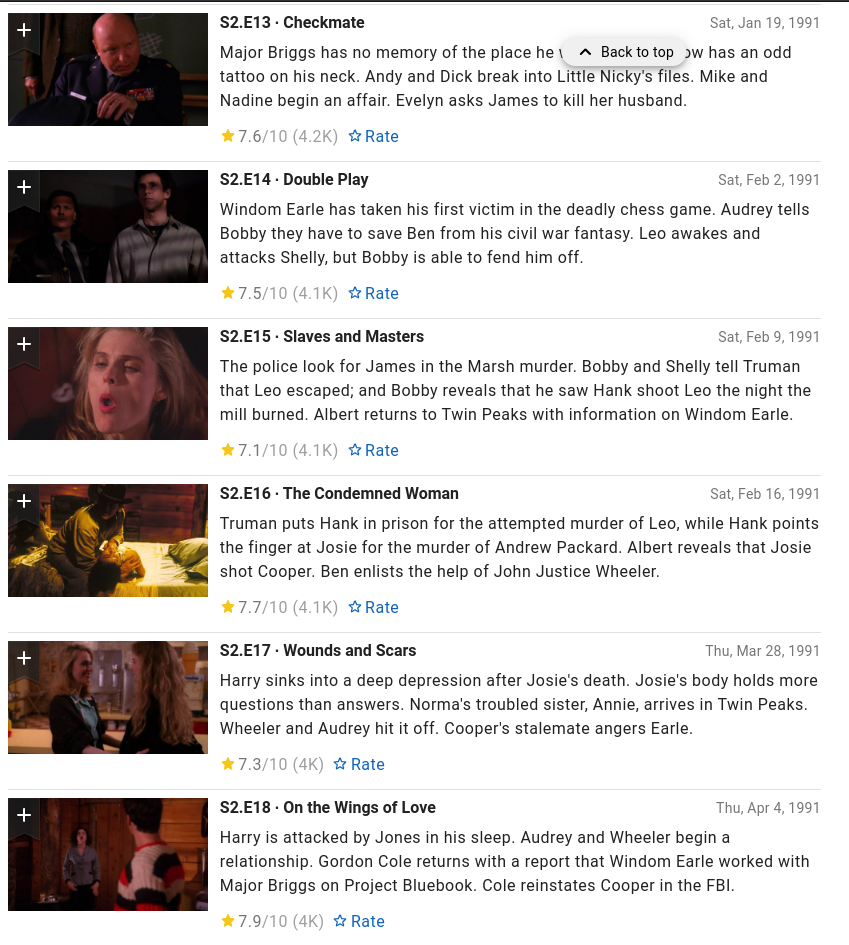 S2.E13 · Checkmate
Sat, Jan 19, 1991
Major Briggs has no memory of the place he
Back to top
has an odd
tattoo on his neck. Andy and Dick break into Little Nicky's files. Mike and
Nadine begin an affair. Evelyn asks James to kill her husband.
7.6/10 (4.2K) Rate
S2.E14 · Double Play
Sat, Feb 2, 1991
Windom Earle has taken his first victim in the deadly chess game. Audrey tells
Bobby they have to save Ben from his civil war fantasy. Leo awakes and
attacks Shelly, but Bobby is able to fend him off.
7.5/10 (4.1K) Rate
S2.E15 · Slaves and Masters
Sat, Feb 9, 1991
The police look for James in the Marsh murder. Bobby and Shelly tell Truman
that Leo escaped; and Bobby reveals that he saw Hank shoot Leo the night the
mill burned. Albert returns to Twin Peaks with information on Windom Earle.
7.1/10 (4.1K) Rate
S2.E16 · The Condemned Woman
Sat, Feb 16, 1991
Truman puts Hank in prison for the attempted murder of Leo, while Hank points
the finger at Josie for the murder of Andrew Packard. Albert reveals that Josie
shot Cooper. Ben enlists the help of John Justice Wheeler.
7.7/10 (4.1K) Rate
S2.E17 · Wounds and Scars
Thu, Mar 28, 1991
Harry sinks into a deep depression after Josie's death. Josie's body holds more
questions than answers. Norma's troubled sister, Annie, arrives in Twin Peaks.
Wheeler and Audrey hit it off. Cooper's stalemate angers Earle.
7.3/10 (4K) Rate
S2.E18 · On the Wings of Love
Thu, Apr 4, 1991
Harry is attacked by Jones in his sleep. Audrey and Wheeler begin a
relationship. Gordon Cole returns with a report that Windom Earle worked with
Major Briggs on Project Bluebook. Cole reinstates Cooper in the FBI.
7.9/10 (4K) Rate